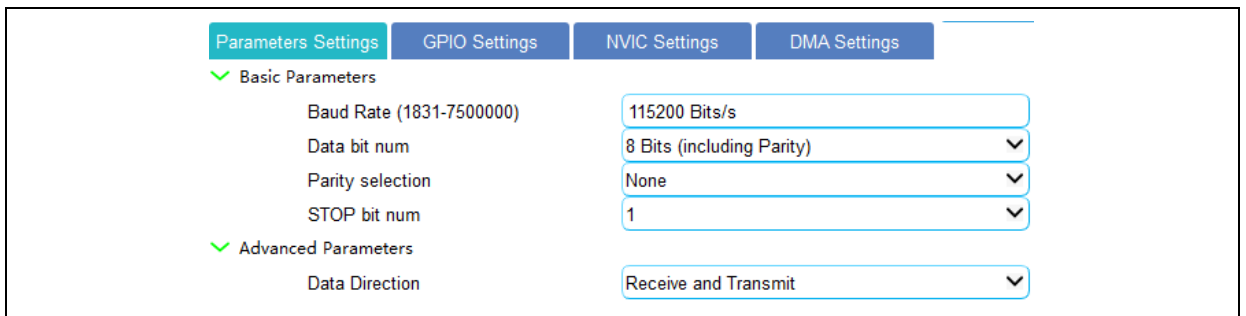 Parameters Settings GPIO Settings NVIC Settings DMA Settings
Basic Parameters
Baud Rate (1831-7500000) 115200 Bits/s
Data bit num 8 Bits (including Parity)
Parity selection None
STOP bit num 1
Advanced Parameters
Data Direction Receive and Transmit